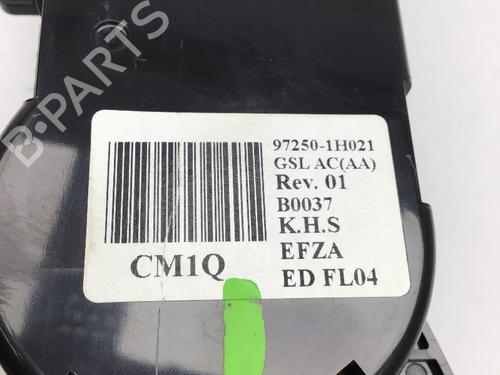 B-PARTS
97250-1H021
GSL AC(AA)
Rev. 01
B0037
K.H.S
EFZA
ED FL04
CM1Q